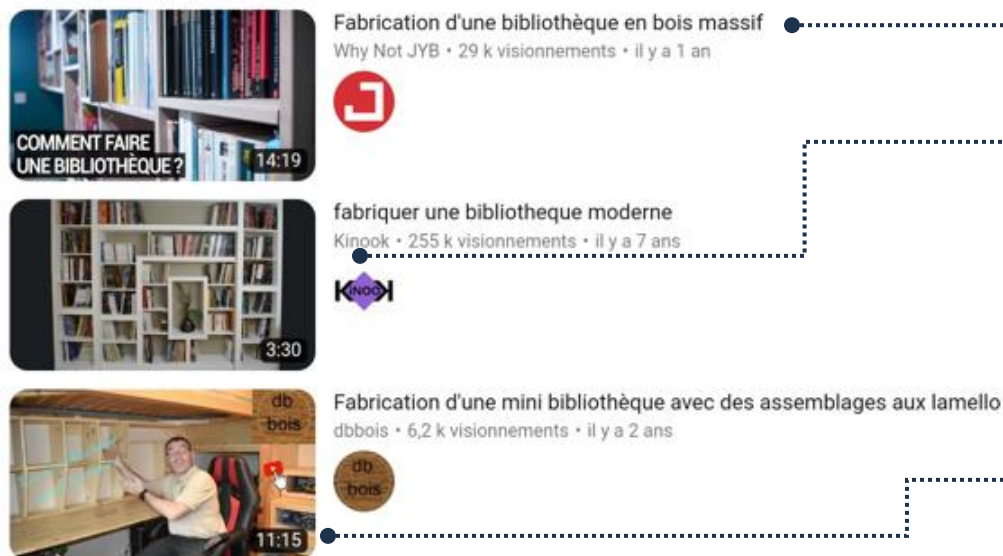 Fabrication d'une bibliothèque en bois massif
Why Not JYB • 29 k visionnements • il y a 1 an
COMMENT FAIRE
UNE BIBLIOTHÈQUE ?
14:19
fabriquer une bibliotheque moderne
Kinook • 255 k visionnements • il y a 7 ans
KINOOK
3:30
Fabrication d'une mini bibliothèque avec des assemblages aux lamello
dbbois • 6,2 k visionnements • il y a 2 ans
db
bois
db
bois
11:15